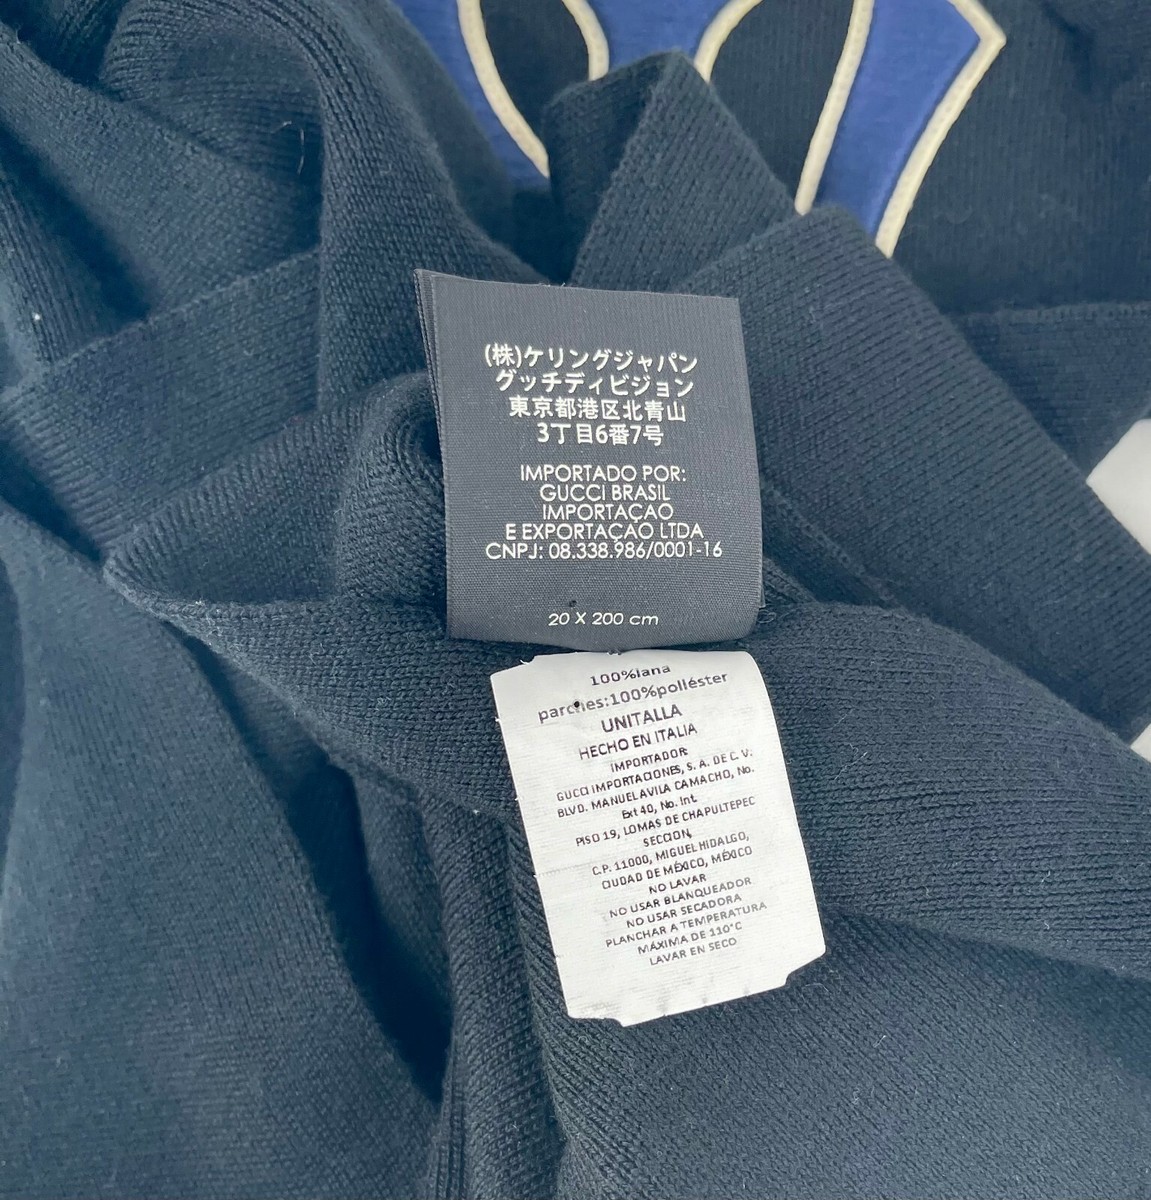 (株)ケリングジャパン
グッチディビジョン
東京都港区北青山
3丁目6番7号
IMPORTADO POR:
GUCCI BRASIL
IMPORTAÇAO
E EXPORTAÇÃO LTDA
CNPJ: 08.338.986/0001-16
20 X 200 cm
100%lana
parches:100%poliéster
UNITALLA
HECHO EN ITALIA
IMPORTADOR:
GUCCI IMPORTACIONES, S. A. DE C. V.
BLVD. MANUEL AVILA CAMACHO, No.
Ext 40, No. Int.
PISO 19, LOMAS DE CHAPULTEPEC
SECCION,
C.P. 11000, MIGUEL HIDALGO,
CIUDAD DE MÉXICO, MÉXICO
NO LAVAR
NO USAR BLANQUEADOR
NO USAR SECADORA
PLANCHAR A TEMPERATURA
MÁXIMA DE 110°C
LAVAR EN SECO